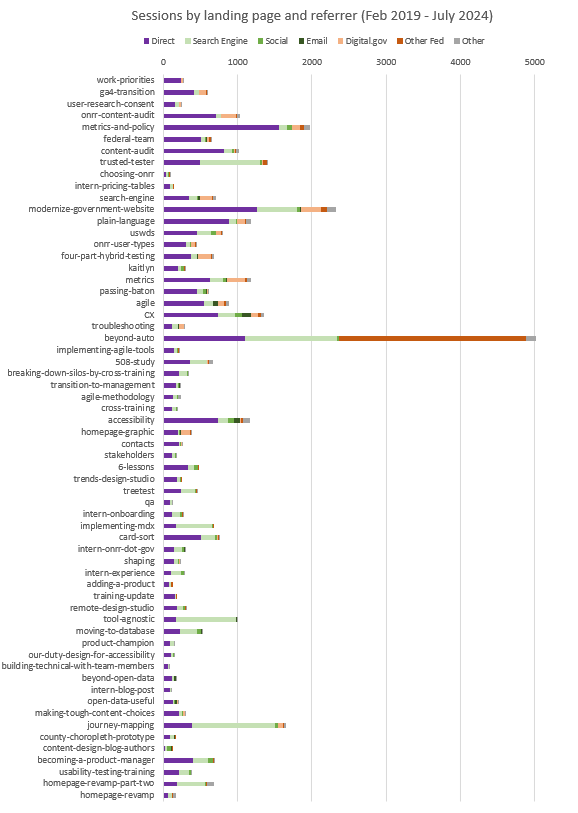 Sessions by landing page and referrer (Feb 2019 - July 2024)
Direct Search Engine Social Email Digital.gov Other Fed Other
0 1000 2000 3000 4000 5000
work-priorities
ga4-transition
user-research-consent
onrr-content-audit
metrics-and-policy
federal-team
content-audit
trusted-tester
choosing-onrr
intern-pricing-tables
search-engine
modernize-government-website
plain-language
uswds
onrr-user-types
four-part-hybrid-testing
kaitlyn
metrics
passing-baton
agile
CX
troubleshooting
beyond-auto
implementing-agile-tools
508-study
breaking-down-silos-by-cross-training
transition-to-management
agile-methodology
cross-training
accessibility
homepage-graphic
contacts
stakeholders
6-lessons
trends-design-studio
treetest
qa
intern-onboarding
implementing-mdx
card-sort
intern-onrr-dot-gov
shaping
intern-experience
adding-a-product
training-update
remote-design-studio
tool-agnostic
moving-to-database
product-champion
our-duty-design-for-accessibility
building-technical-with-team-members
beyond-open-data
intern-blog-post
open-data-useful
making-tough-content-choices
journey-mapping
county-choropleth-prototype
content-design-blog-authors
becoming-a-product-manager
usability-testing-training
homepage-revamp-part-two
homepage-revamp